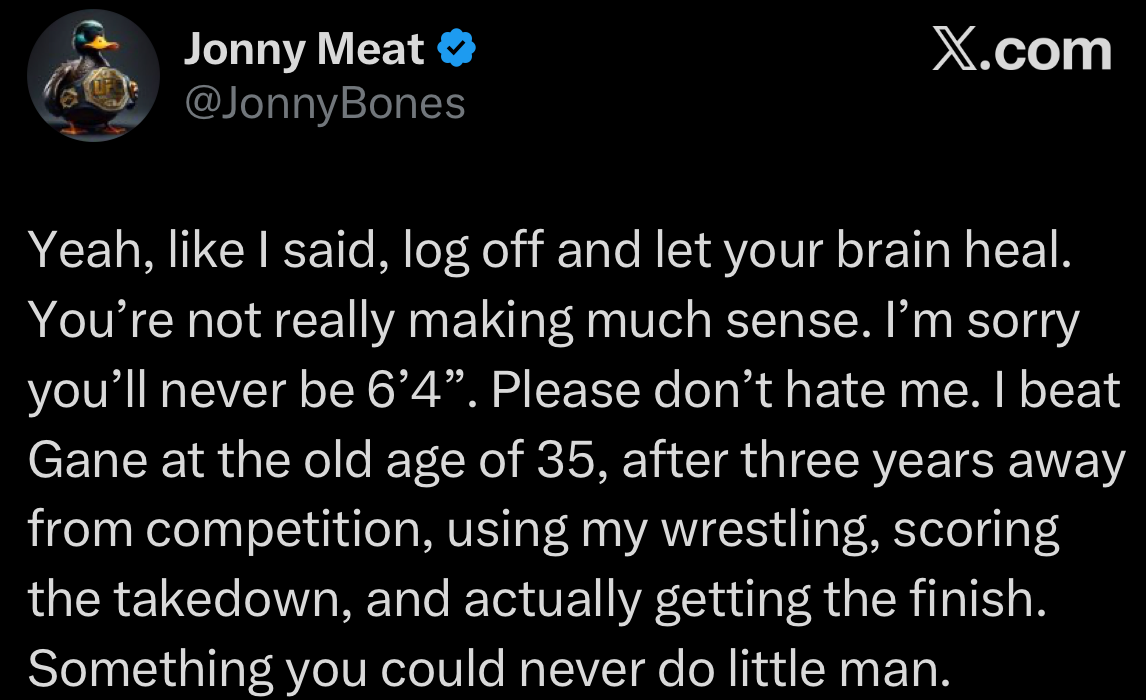 Jonny Meat
X.com
@JonnyBones
Yeah, like I said, log off and let your brain heal.
You’re not really making much sense. I’m sorry
you’ll never be 6’4”. Please don’t hate me. I beat
Gane at the old age of 35, after three years away
from competition, using my wrestling, scoring
the takedown, and actually getting the finish.
Something you could never do little man.